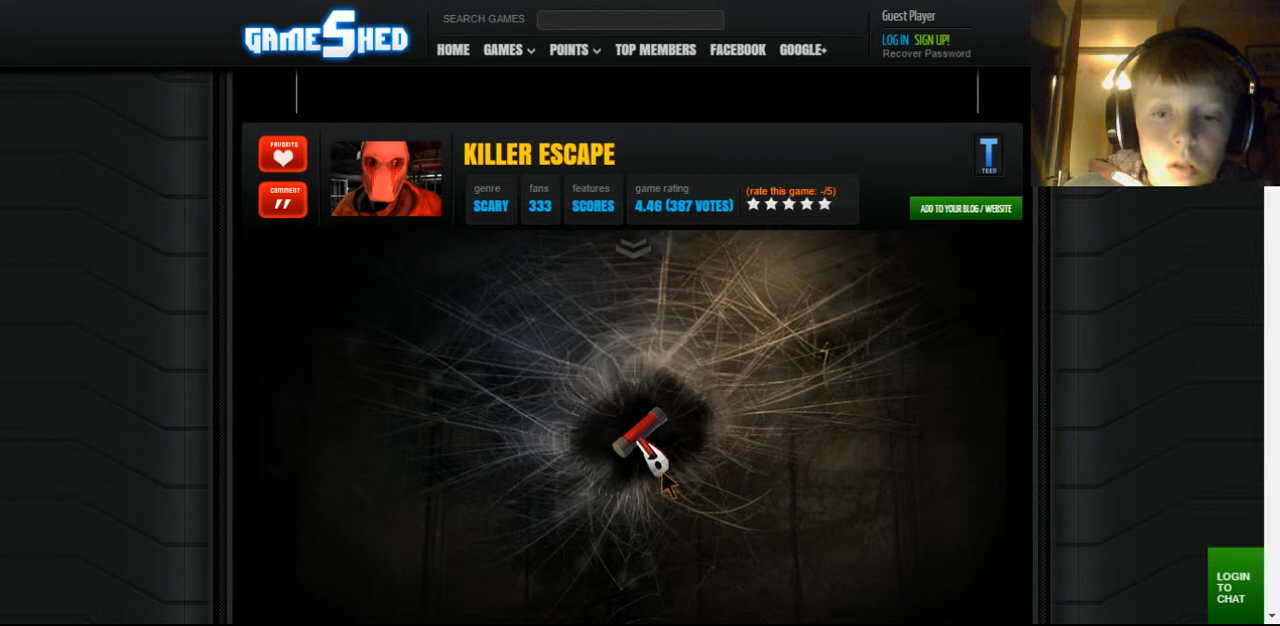 GAMESHED
SEARCH GAMES
HOME GAMES POINTS TOP MEMBERS FACEBOOK GOOGLE+
Guest Player
LOG IN SIGN UP!
Recover Password
FAVORITE
COMMENT
KILLER ESCAPE
genre fans features game rating (rate this game: -/5)
SCARY 333 SCORES 4.46 (387 VOTES)
T
TEEN
ADD TO YOUR BLOG / WEBSITE
LOGIN
TO
CHAT